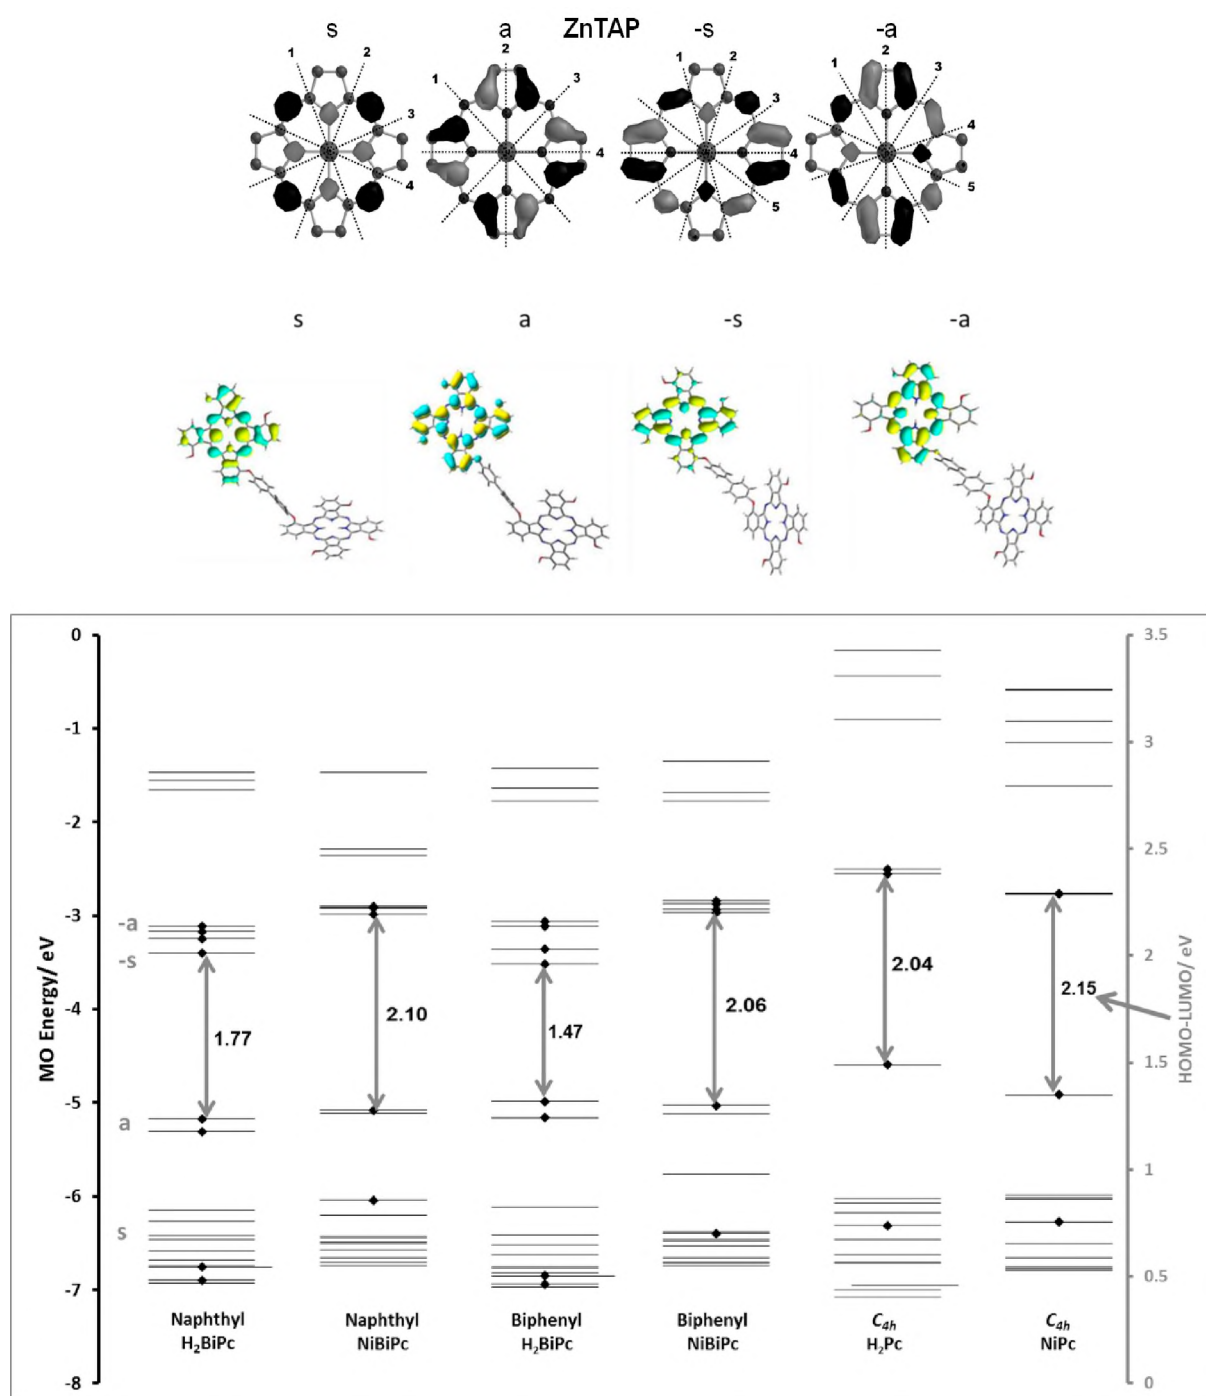 s a ZnTAP -s -a
1 2 3 4
1 2 3 4
1 2 3 4 5
1 2 3 4 5
s a -s -a
MO Energy/ eV
0
-1
-2
-3
-4
-5
-6
-7
-8
-a
-s
a
s
1.77
2.10
1.47
2.06
2.04
2.15
Naphthyl
H₂BiPc
Naphthyl
NiBiPc
Biphenyl
H₂BiPc
Biphenyl
NiBiPc
C₄ₕ
H₂Pc
C₄ₕ
NiPc
3.5
3
2.5
2
1.5
1
0.5
0
HOMO-LUMO/ eV